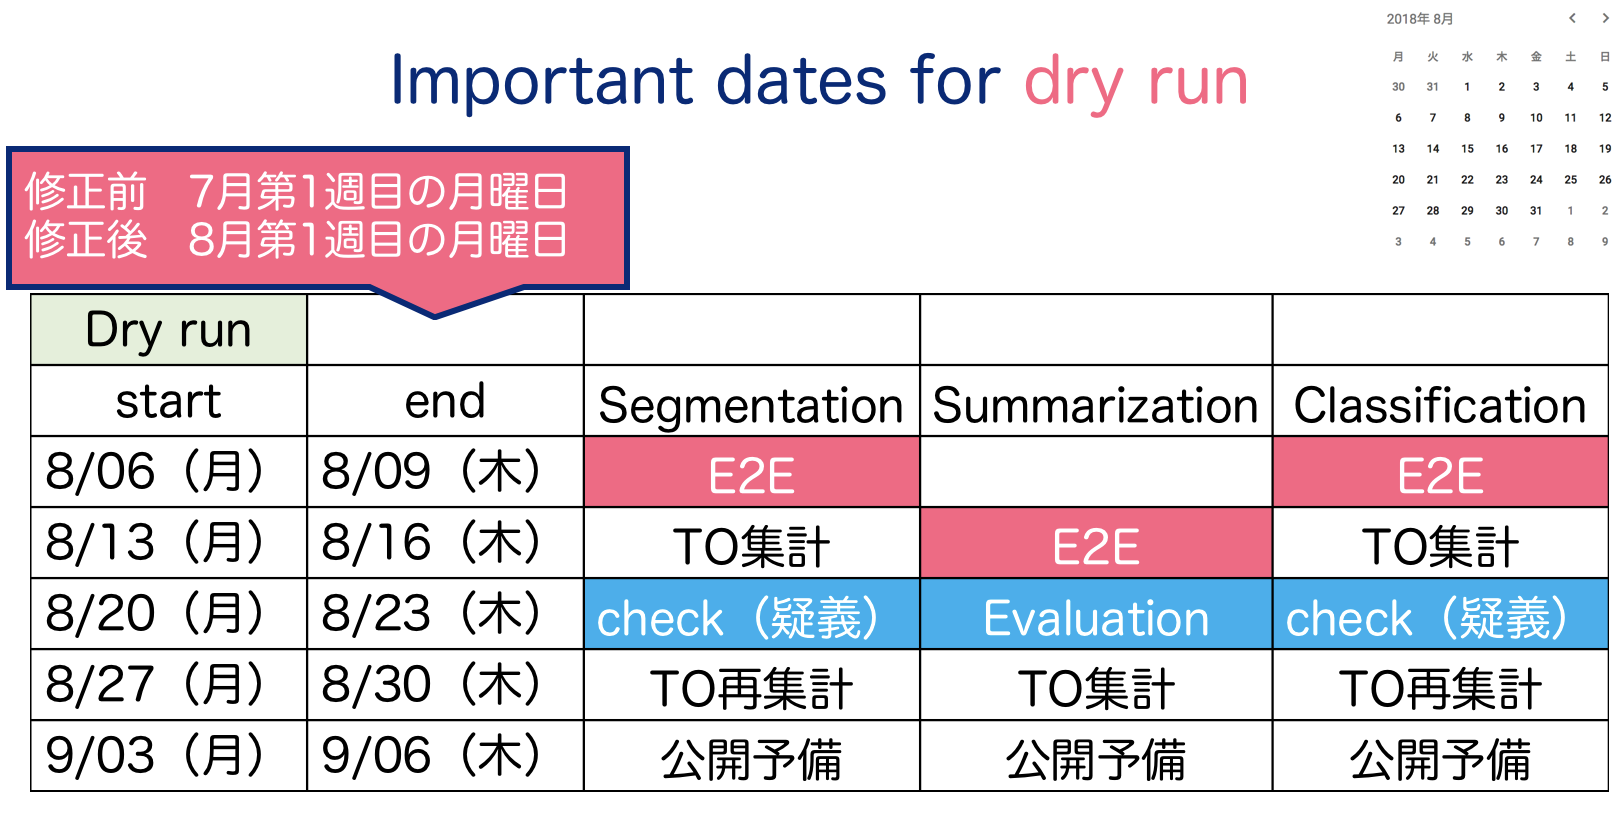 2018年 8月
月 火 水 木 金 土 日
30 31 1 2 3 4 5
6 7 8 9 10 11 12
13 14 15 16 17 18 19
20 21 22 23 24 25 26
27 28 29 30 31 1 2
3 4 5 6 7 8 9
Important dates for dry run
修正前　7月第1週目の月曜日
修正後　8月第1週目の月曜日
Dry run
start end Segmentation Summarization Classification
8/06（月） 8/09（木） E2E E2E
8/13（月） 8/16（木） TO集計 E2E TO集計
8/20（月） 8/23（木） check（疑義） Evaluation check（疑義）
8/27（月） 8/30（木） TO再集計 TO集計 TO再集計
9/03（月） 9/06（木） 公開予備 公開予備 公開予備